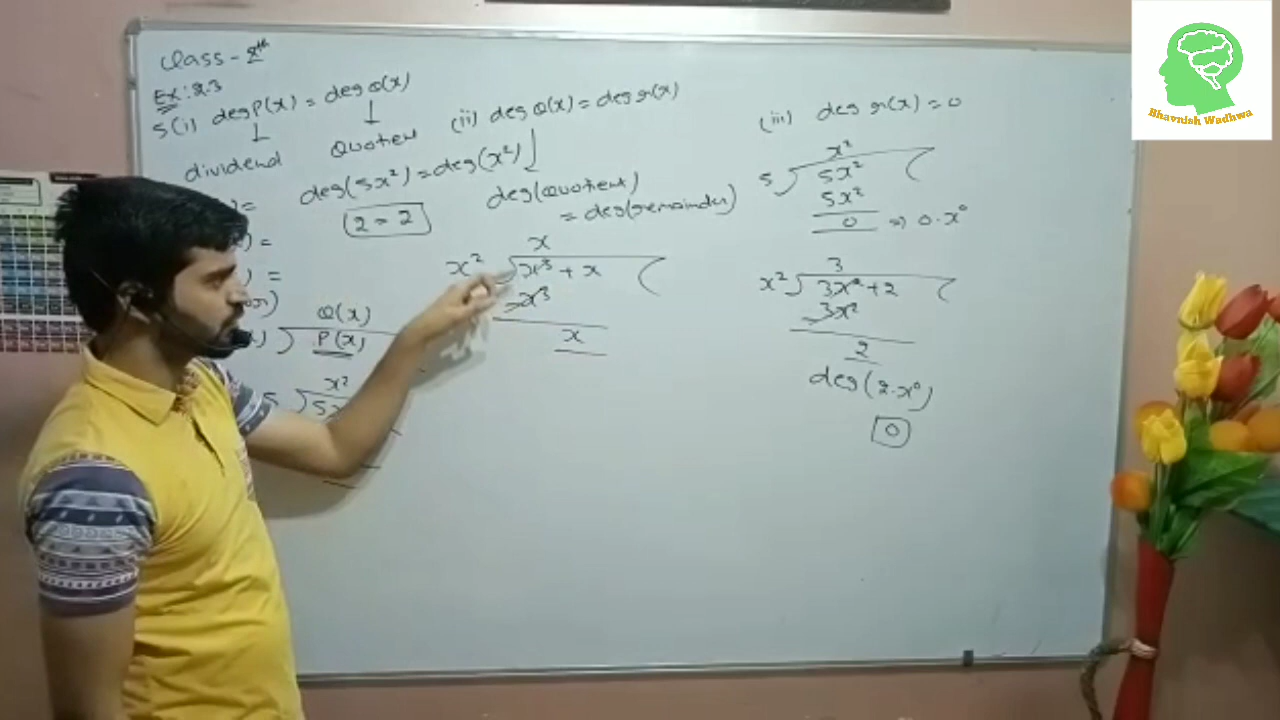 Class - 8th
Ex: 2.3
5(i) deg P(x) = deg Q(x)
dividend
Quotient
deg(5x²) = deg(x²)
2 = 2
Q(x)
P(x)
x²
5
(ii) deg Q(x) = deg r(x)
deg(Quotient)
= deg(remainder)
x
x² x³ + x
- x³
x
(iii) deg r(x) = 0
x²
5 5x²
5x²
0 => 0·x⁰
3
x² 3x² + 2
- 3x²
2
deg(2·x⁰)
0
Bhavnish Wadhwa